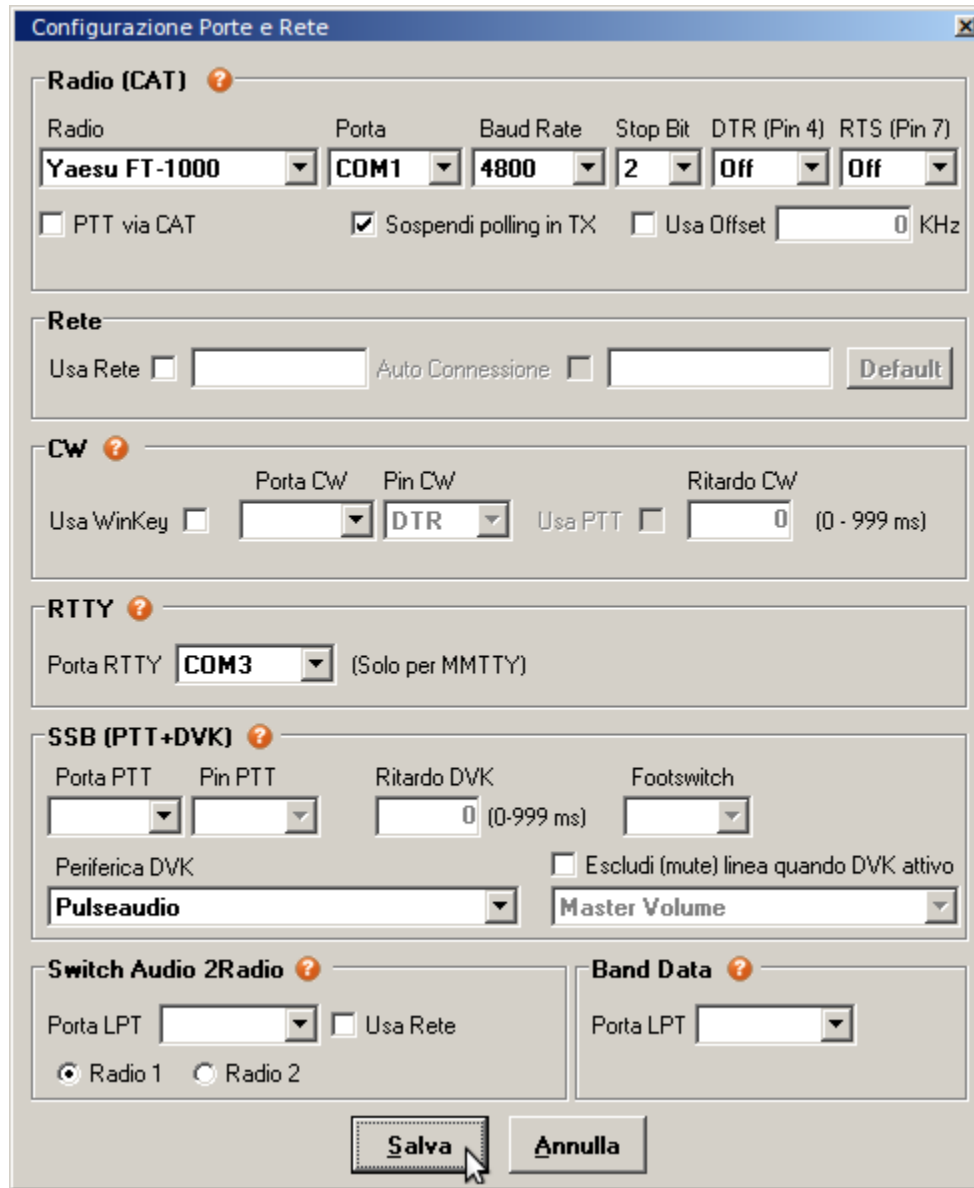 Configurazione Porte e Rete
Radio (CAT) ?
Radio Porta Baud Rate Stop Bit DTR (Pin 4) RTS (Pin 7)
Yaesu FT-1000 COM1 4800 2 Off Off
PTT via CAT Sospendi polling in TX Usa Offset 0 KHz
Rete
Usa Rete Auto Connessione Default
CW ?
Porta CW Pin CW Ritardo CW
Usa WinKey DTR Usa PTT 0 (0 - 999 ms)
RTTY ?
Porta RTTY COM3 (Solo per MMTTY)
SSB (PTT+DVK) ?
Porta PTT Pin PTT Ritardo DVK Footswitch
0 (0-999 ms)
Periferica DVK Escludi (mute) linea quando DVK attivo
Pulseaudio Master Volume
Switch Audio 2Radio ? Band Data ?
Porta LPT Usa Rete Porta LPT
Radio 1 Radio 2
Salva Annulla